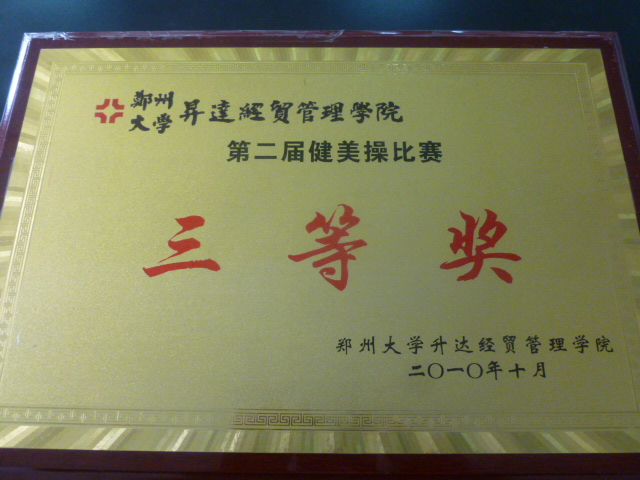 郑州大学昇達經貿管理學院
第二届健美操比赛
三等奖
郑州大学升达经贸管理学院
二〇一〇年十月